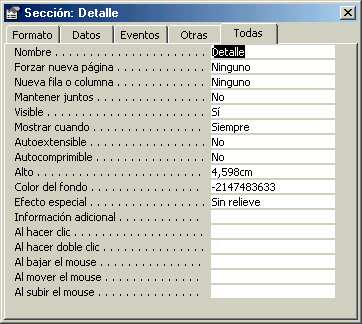 Sección: Detalle
Formato Datos Eventos Otras Todas
Nombre . . . . . . . . . . . . . . . . . . . . . . Detalle
Forzar nueva página . . . . . . . . . . . . . Ninguno
Nueva fila o columna . . . . . . . . . . . . . Ninguno
Mantener juntos . . . . . . . . . . . . . . . . No
Visible . . . . . . . . . . . . . . . . . . . . . . . Sí
Mostrar cuando . . . . . . . . . . . . . . . . . Siempre
Autoextensible . . . . . . . . . . . . . . . . . No
Autocomprimible . . . . . . . . . . . . . . . . No
Alto . . . . . . . . . . . . . . . . . . . . . . . . . 4,598cm
Color del fondo . . . . . . . . . . . . . . . . . -2147483633
Efecto especial . . . . . . . . . . . . . . . . . Sin relieve
Información adicional . . . . . . . . . . . .
Al hacer clic . . . . . . . . . . . . . . . . . . .
Al hacer doble clic . . . . . . . . . . . . . . .
Al bajar el mouse . . . . . . . . . . . . . . .
Al mover el mouse . . . . . . . . . . . . . .
Al subir el mouse . . . . . . . . . . . . . . .